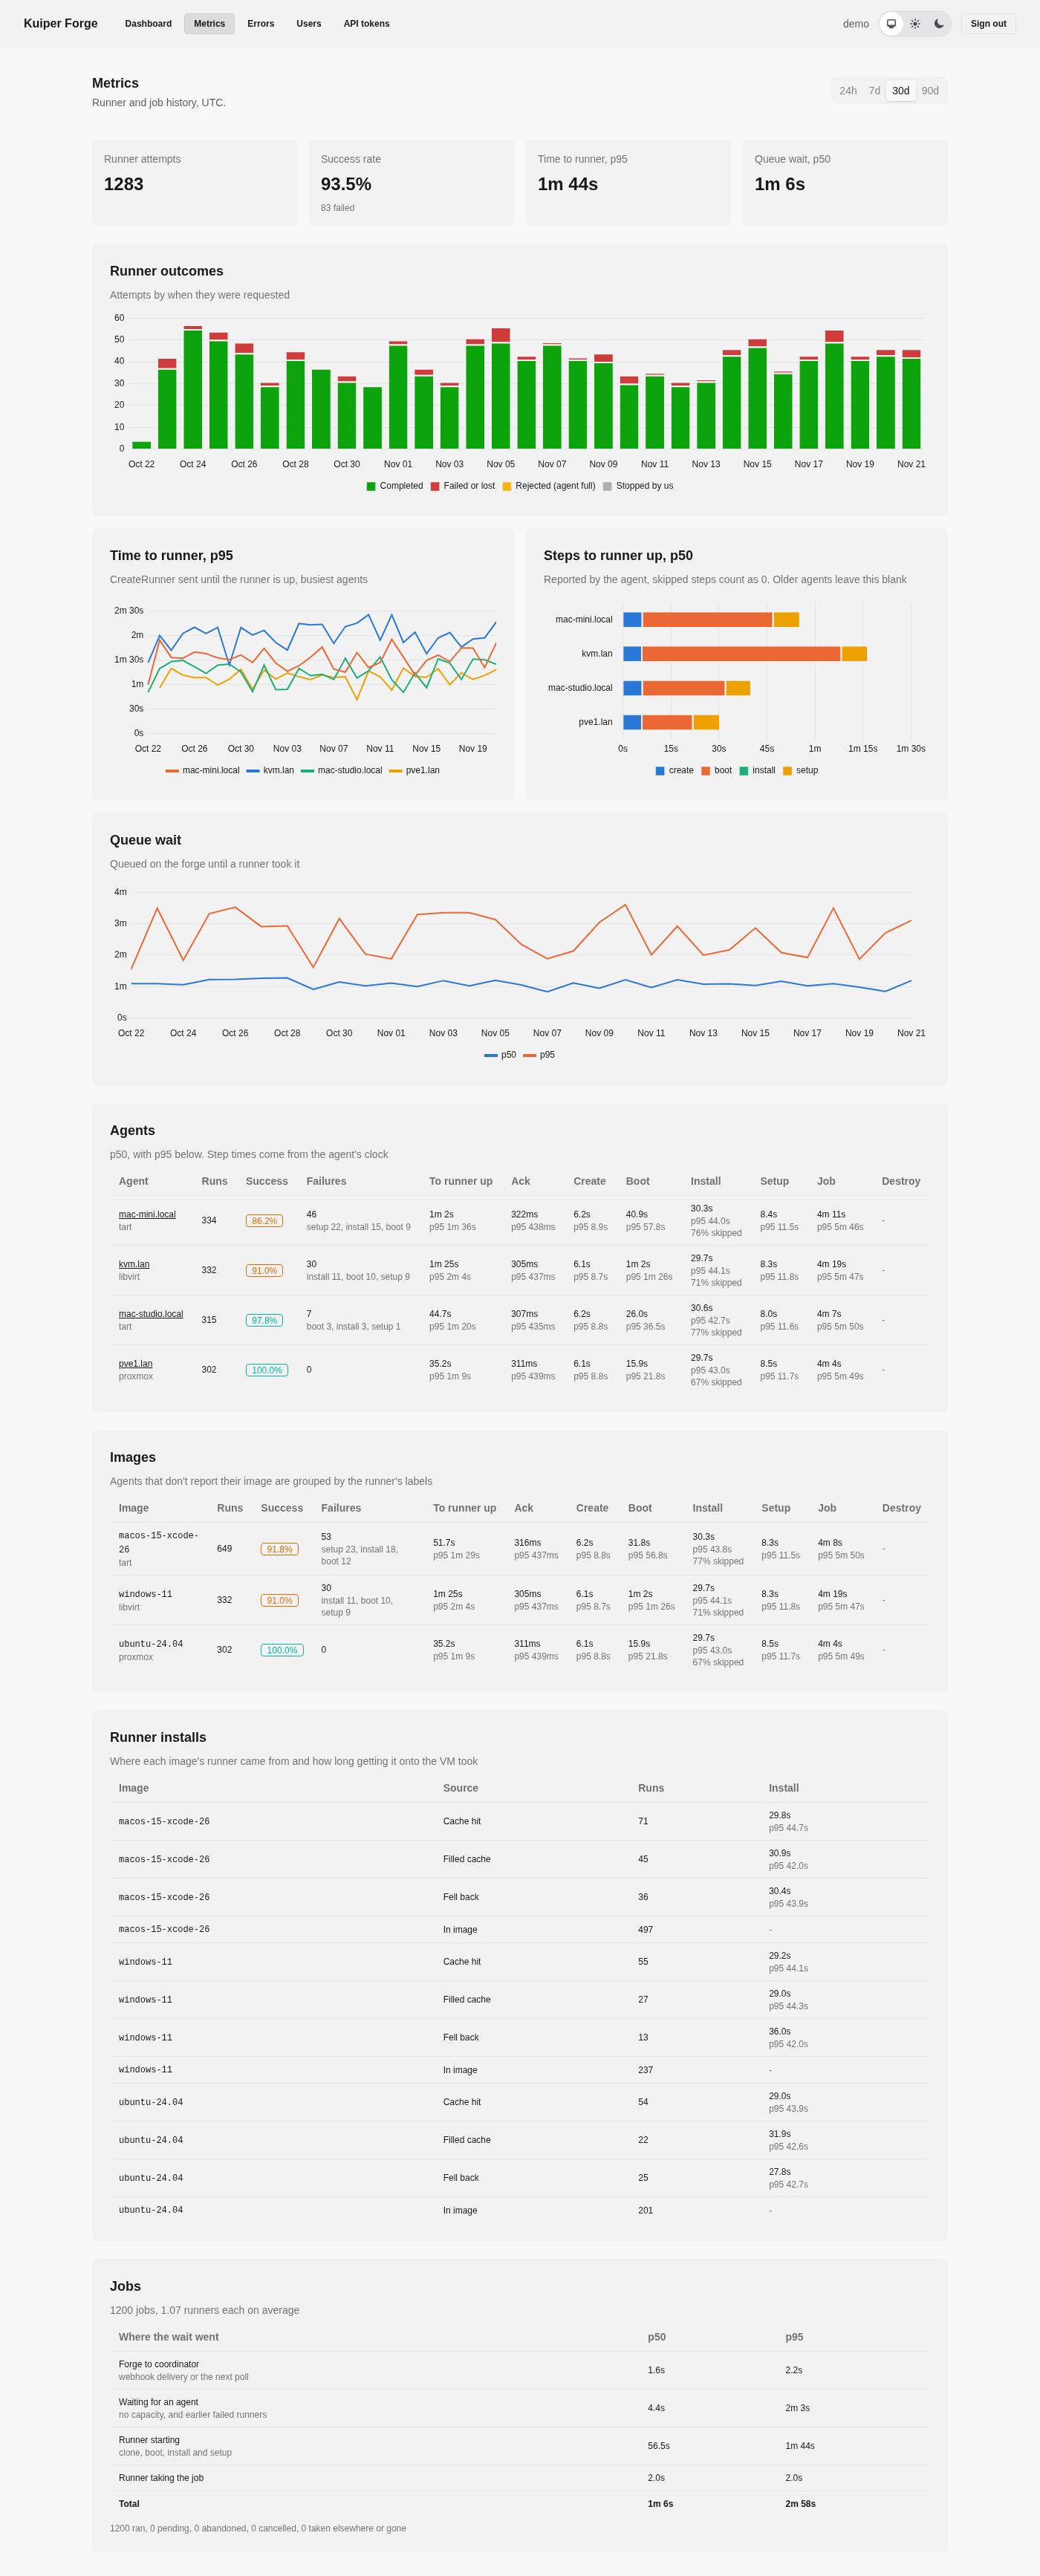 Kuiper Forge Dashboard Metrics Errors Users API tokens demo Sign out
Metrics
Runner and job history, UTC.
24h 7d 30d 90d
Runner attempts
1283
Success rate
93.5%
83 failed
Time to runner, p95
1m 44s
Queue wait, p50
1m 6s
Runner outcomes
Attempts by when they were requested
60
50
40
30
20
10
0
Oct 22 Oct 24 Oct 26 Oct 28 Oct 30 Nov 01 Nov 03 Nov 05 Nov 07 Nov 09 Nov 11 Nov 13 Nov 15 Nov 17 Nov 19 Nov 21
Completed Failed or lost Rejected (agent full) Stopped by us
Time to runner, p95
CreateRunner sent until the runner is up, busiest agents
2m 30s
2m
1m 30s
1m
30s
0s
Oct 22 Oct 26 Oct 30 Nov 03 Nov 07 Nov 11 Nov 15 Nov 19
mac-mini.local kvm.lan mac-studio.local pve1.lan
Steps to runner up, p50
Reported by the agent, skipped steps count as 0. Older agents leave this blank
mac-mini.local
kvm.lan
mac-studio.local
pve1.lan
0s 15s 30s 45s 1m 1m 15s 1m 30s
create boot install setup
Queue wait
Queued on the forge until a runner took it
4m
3m
2m
1m
0s
Oct 22 Oct 24 Oct 26 Oct 28 Oct 30 Nov 01 Nov 03 Nov 05 Nov 07 Nov 09 Nov 11 Nov 13 Nov 15 Nov 17 Nov 19 Nov 21
p50 p95
Agents
p50, with p95 below. Step times come from the agent's clock
Agent Runs Success Failures To runner up Ack Create Boot Install Setup Job Destroy
mac-mini.local 334 86.2% 46 1m 2s 322ms 6.2s 40.9s 30.3s 8.4s 4m 11s -
tart setup 22, install 15, boot 9 p95 1m 36s p95 438ms p95 8.9s p95 57.8s p95 44.0s p95 11.5s p95 5m 46s
76% skipped
kvm.lan 332 91.0% 30 1m 25s 305ms 6.1s 1m 2s 29.7s 8.3s 4m 19s -
libvirt install 11, boot 10, setup 9 p95 2m 4s p95 437ms p95 8.7s p95 1m 26s p95 44.1s p95 11.8s p95 5m 47s
71% skipped
mac-studio.local 315 97.8% 7 44.7s 307ms 6.2s 26.0s 30.6s 8.0s 4m 7s -
tart boot 3, install 3, setup 1 p95 1m 20s p95 435ms p95 8.8s p95 36.5s p95 42.7s p95 11.6s p95 5m 50s
77% skipped
pve1.lan 302 100.0% 0 35.2s 311ms 6.1s 15.9s 29.7s 8.5s 4m 4s -
proxmox p95 1m 9s p95 439ms p95 8.8s p95 21.8s p95 43.0s p95 11.7s p95 5m 49s
67% skipped
Images
Agents that don't report their image are grouped by the runner's labels
Image Runs Success Failures To runner up Ack Create Boot Install Setup Job Destroy
macos-15-xcode-
26
tart
649 91.8% 53 51.7s 316ms 6.2s 31.8s 30.3s 8.3s 4m 8s -
setup 23, install 18, p95 1m 29s p95 437ms p95 8.8s p95 56.8s p95 43.8s p95 11.5s p95 5m 50s
boot 12 77% skipped
windows-11 332 91.0% 30 1m 25s 305ms 6.1s 1m 2s 29.7s 8.3s 4m 19s -
libvirt install 11, boot 10, p95 2m 4s p95 437ms p95 8.7s p95 1m 26s p95 44.1s p95 11.8s p95 5m 47s
setup 9 71% skipped
ubuntu-24.04 302 100.0% 0 35.2s 311ms 6.1s 15.9s 29.7s 8.5s 4m 4s -
proxmox p95 1m 9s p95 439ms p95 8.8s p95 21.8s p95 43.0s p95 11.7s p95 5m 49s
67% skipped
Runner installs
Where each image's runner came from and how long getting it onto the VM took
Image Source Runs Install
macos-15-xcode-26 Cache hit 71 29.8s
p95 44.7s
macos-15-xcode-26 Filled cache 45 30.9s
p95 42.0s
macos-15-xcode-26 Fell back 36 30.4s
p95 43.9s
macos-15-xcode-26 In image 497 -
windows-11 Cache hit 55 29.2s
p95 44.1s
windows-11 Filled cache 27 29.0s
p95 44.3s
windows-11 Fell back 13 36.0s
p95 42.0s
windows-11 In image 237 -
ubuntu-24.04 Cache hit 54 29.0s
p95 43.9s
ubuntu-24.04 Filled cache 22 31.9s
p95 42.6s
ubuntu-24.04 Fell back 25 27.8s
p95 42.7s
ubuntu-24.04 In image 201 -
Jobs
1200 jobs, 1.07 runners each on average
Where the wait went p50 p95
Forge to coordinator 1.6s 2.2s
webhook delivery or the next poll
Waiting for an agent 4.4s 2m 3s
no capacity, and earlier failed runners
Runner starting 56.5s 1m 44s
clone, boot, install and setup
Runner taking the job 2.0s 2.0s
Total 1m 6s 2m 58s
1200 ran, 0 pending, 0 abandoned, 0 cancelled, 0 taken elsewhere or gone